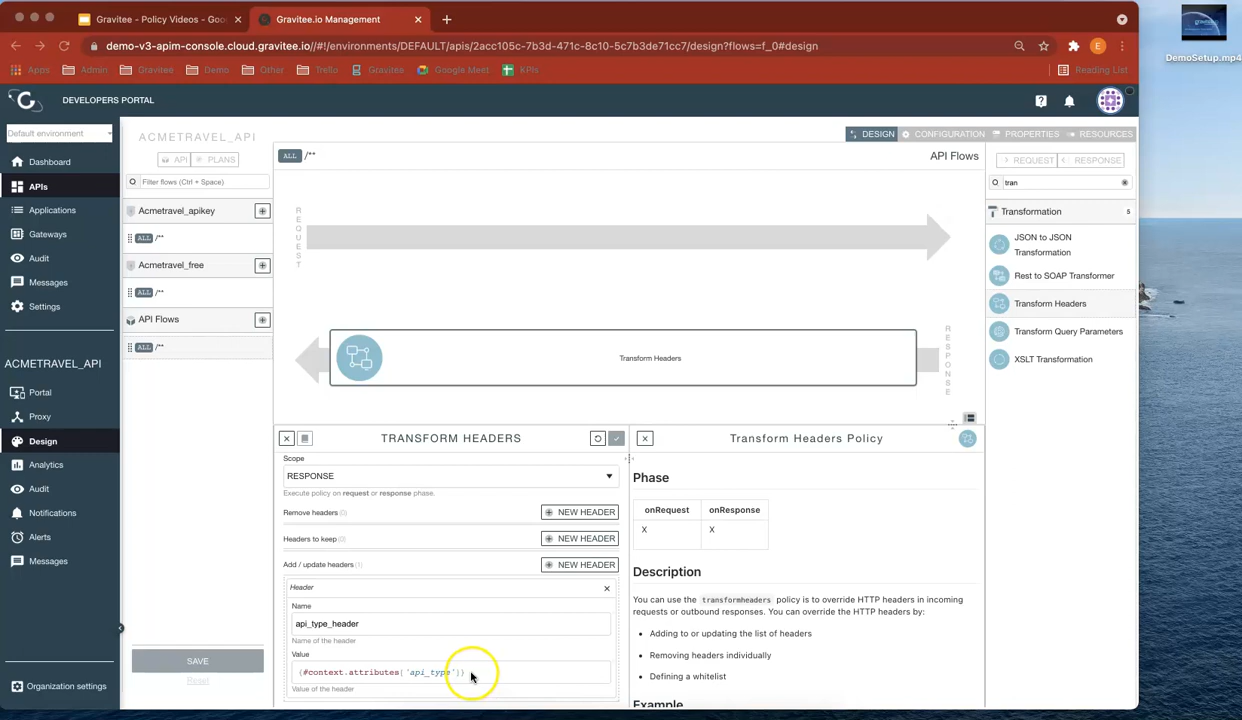 Gravitee - Policy Videos - Goo
Gravitee.io Management
demo-v3-apim-console.cloud.gravitee.io//#!/environments/DEFAULT/apis/2acc105c-7b3d-471c-8c10-5c7b3de71cc7/design?flows=f_0#design
E
Apps
Admin
Gravitee
Demo
Other
Trello
Gravitee
Google Meet
KPIs
Reading List
DemoSetup.mp4
DEVELOPERS PORTAL
Default environment
Dashboard
APIs
Applications
Gateways
Audit
Messages
Settings
ACMETRAVEL_API
Portal
Proxy
Design
Analytics
Audit
Notifications
Alerts
Messages
Organization settings
ACMETRAVEL_API
API
PLANS
Filter flows (Ctrl + Space)
Acmetravel_apikey
ALL /**
Acmetravel_free
ALL /**
API Flows
ALL /**
SAVE
Reset
DESIGN
CONFIGURATION
PROPERTIES
RESOURCES
ALL /**
API Flows
REQUEST
Transform Headers
RESPONSE
REQUEST
RESPONSE
tran
Transformation 5
JSON to JSON
Transformation
Rest to SOAP Transformer
Transform Headers
Transform Query Parameters
XSLT Transformation
TRANSFORM HEADERS
Scope
RESPONSE
Execute policy on request or response phase.
Remove headers (0)
NEW HEADER
Headers to keep (0)
NEW HEADER
Add / update headers (1)
NEW HEADER
Header
Name
api_type_header
Name of the header
Value
{#context.attributes['api_type']}
Value of the header
Transform Headers Policy
Phase
onRequest onResponse
X X
Description
You can use the transformheaders policy is to override HTTP headers in incoming
requests or outbound responses. You can override the HTTP headers by:
Adding to or updating the list of headers
Removing headers individually
Defining a whitelist
Example